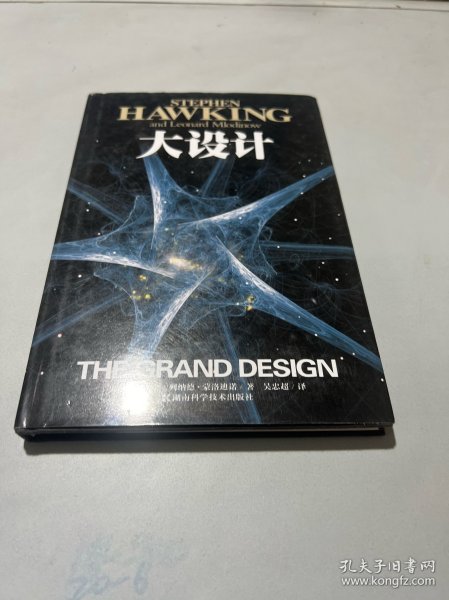 STEPHEN
HAWKING
and Leonard Mlodinow
大设计
THE GRAND DESIGN
列纳德·蒙洛迪诺 著 吴忠超 译
湖南科学技术出版社
孔夫子旧书网
www.kongfz.com